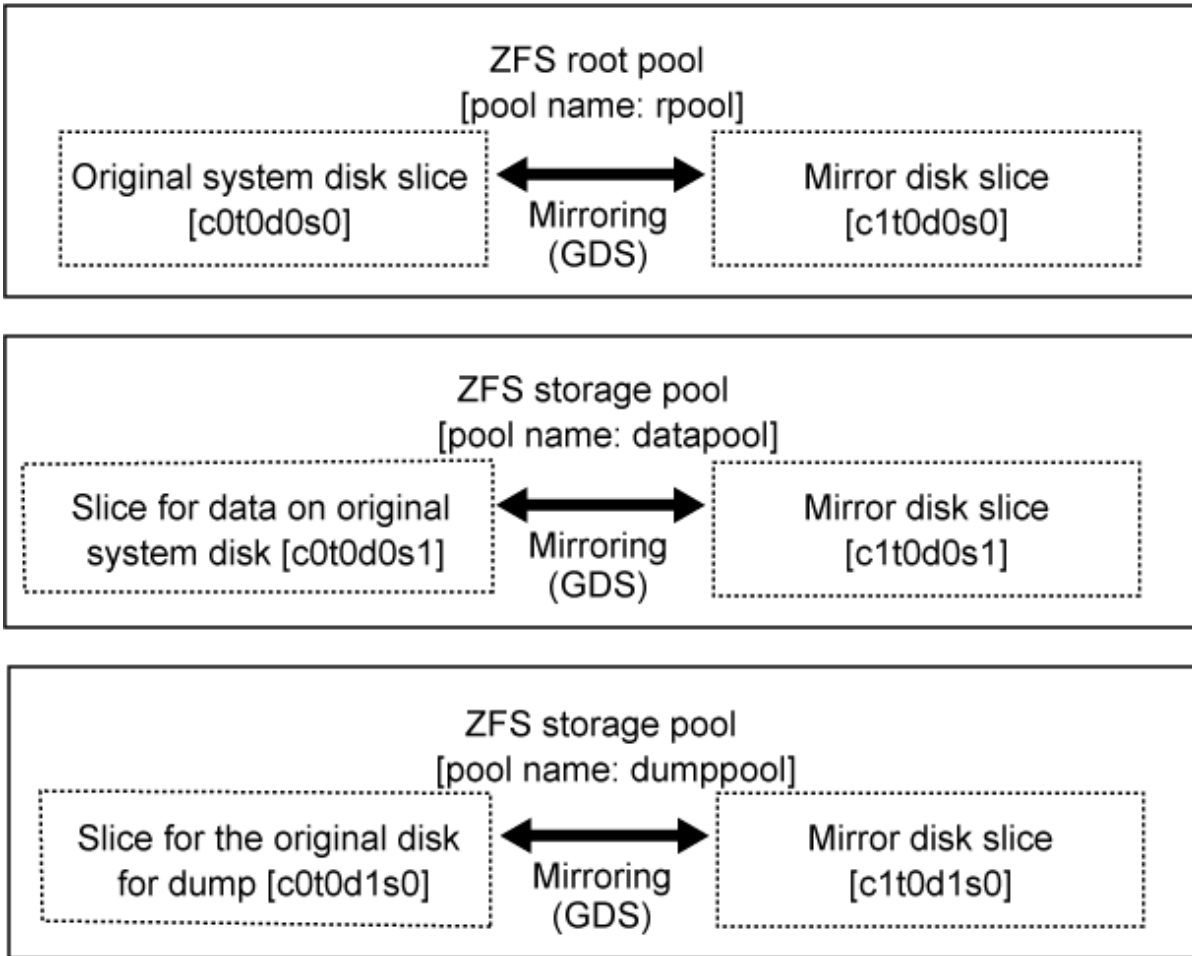 ZFS root pool
[pool name: rpool]
Original system disk slice
[c0t0d0s0]
Mirroring
(GDS)
Mirror disk slice
[c1t0d0s0]
ZFS storage pool
[pool name: datapool]
Slice for data on original
system disk [c0t0d0s1]
Mirroring
(GDS)
Mirror disk slice
[c1t0d0s1]
ZFS storage pool
[pool name: dumppool]
Slice for the original disk
for dump [c0t0d1s0]
Mirroring
(GDS)
Mirror disk slice
[c1t0d1s0]